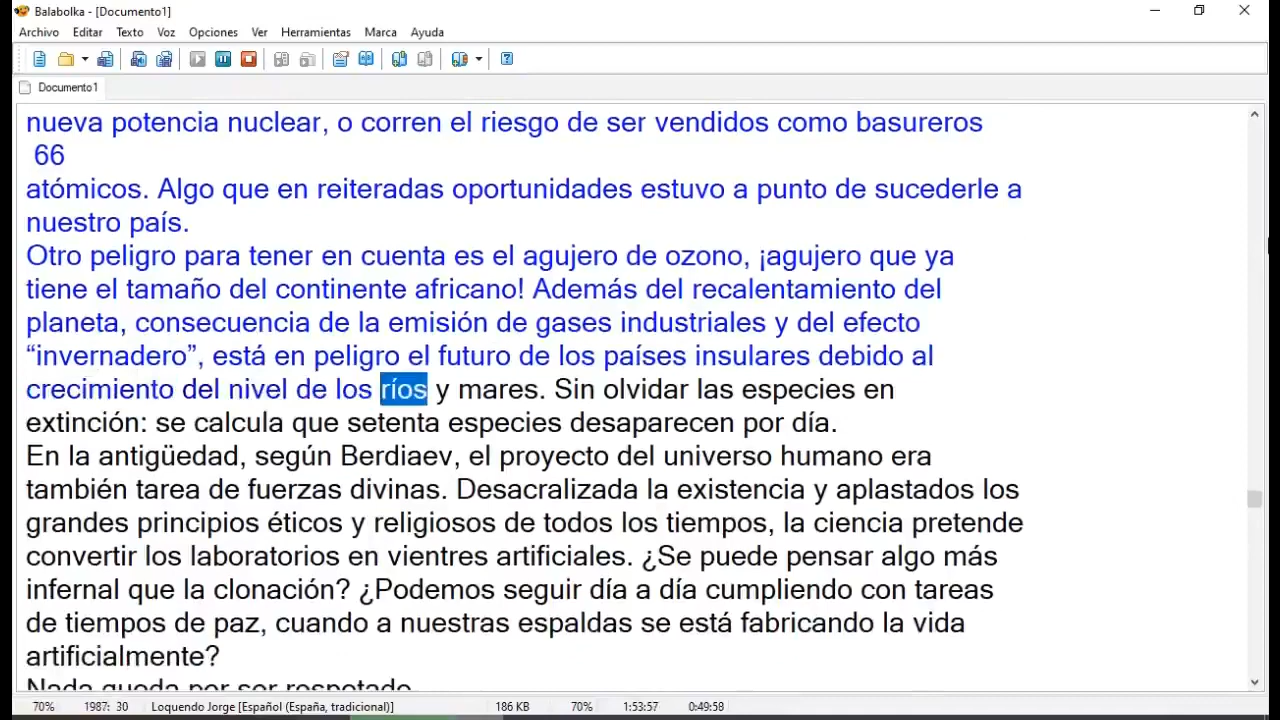 Balabolka - [Documento1]
Archivo Editar Texto Voz Opciones Ver Herramientas Marca Ayuda
Documento1
nueva potencia nuclear, o corren el riesgo de ser vendidos como basureros
66
atómicos. Algo que en reiteradas oportunidades estuvo a punto de sucederle a
nuestro país.
Otro peligro para tener en cuenta es el agujero de ozono, ¡agujero que ya
tiene el tamaño del continente africano! Además del recalentamiento del
planeta, consecuencia de la emisión de gases industriales y del efecto
“invernadero”, está en peligro el futuro de los países insulares debido al
crecimiento del nivel de los ríos y mares. Sin olvidar las especies en
extinción: se calcula que setenta especies desaparecen por día.
En la antigüedad, según Berdiaev, el proyecto del universo humano era
también tarea de fuerzas divinas. Desacralizada la existencia y aplastados los
grandes principios éticos y religiosos de todos los tiempos, la ciencia pretende
convertir los laboratorios en vientres artificiales. ¿Se puede pensar algo más
infernal que la clonación? ¿Podemos seguir día a día cumpliendo con tareas
de tiempos de paz, cuando a nuestras espaldas se está fabricando la vida
artificialmente?
Nada queda por ser respetado
70% 1987: 30 Loquendo Jorge [Español (España, tradicional)] 186 KB 70% 1:53:57 0:49:58